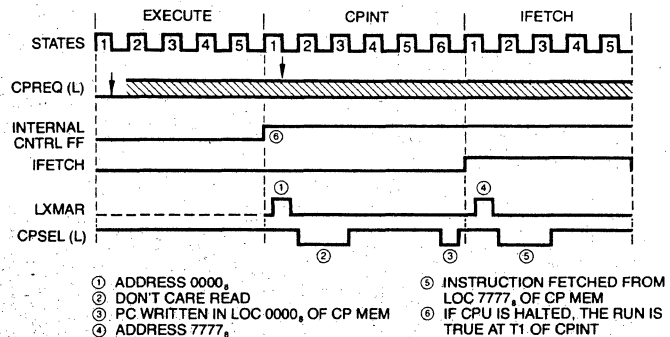 EXECUTE CPINT IFETCH
STATES 1 2 3 4 5 1 2 3 4 5 6 1 2 3 4 5
CPREQ (L)
INTERNAL
CNTRL FF
⑥
IFETCH
① ④
LXMAR
CPSEL (L)
② ③ ⑤
① ADDRESS 0000₈
② DON'T CARE READ
③ PC WRITTEN IN LOC 0000₈ OF CP MEM
④ ADDRESS 7777₈
⑤ INSTRUCTION FETCHED FROM
LOC 7777₈ OF CP MEM
⑥ IF CPU IS HALTED, THE RUN IS
TRUE AT T1 OF CPINT